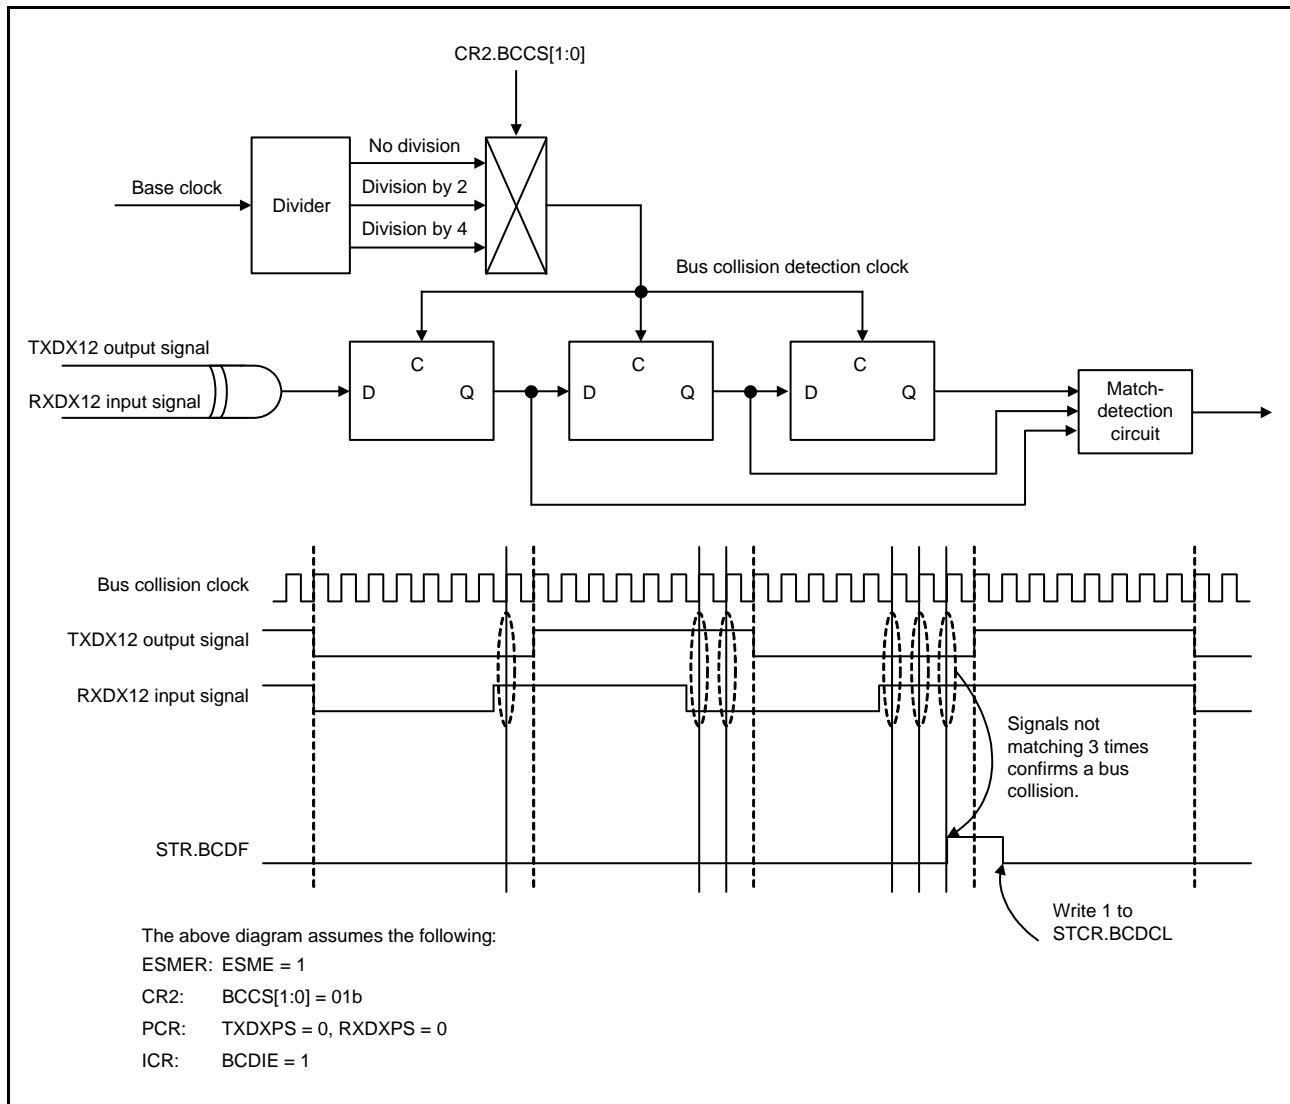 CR2.BCCS[1:0]
No division
Base clock
Divider
Division by 2
Division by 4
Bus collision detection clock
TXDX12 output signal
RXDX12 input signal
C
D
Q
C
D
Q
C
D
Q
Match-
detection
circuit
Bus collision clock
TXDX12 output signal
RXDX12 input signal
Signals not
matching 3 times
confirms a bus
collision.
STR.BCDF
Write 1 to
STCR.BCDCL
The above diagram assumes the following:
ESMER: ESME = 1
CR2: BCCS[1:0] = 01b
PCR: TXDXPS = 0, RXDXPS = 0
ICR: BCDIE = 1